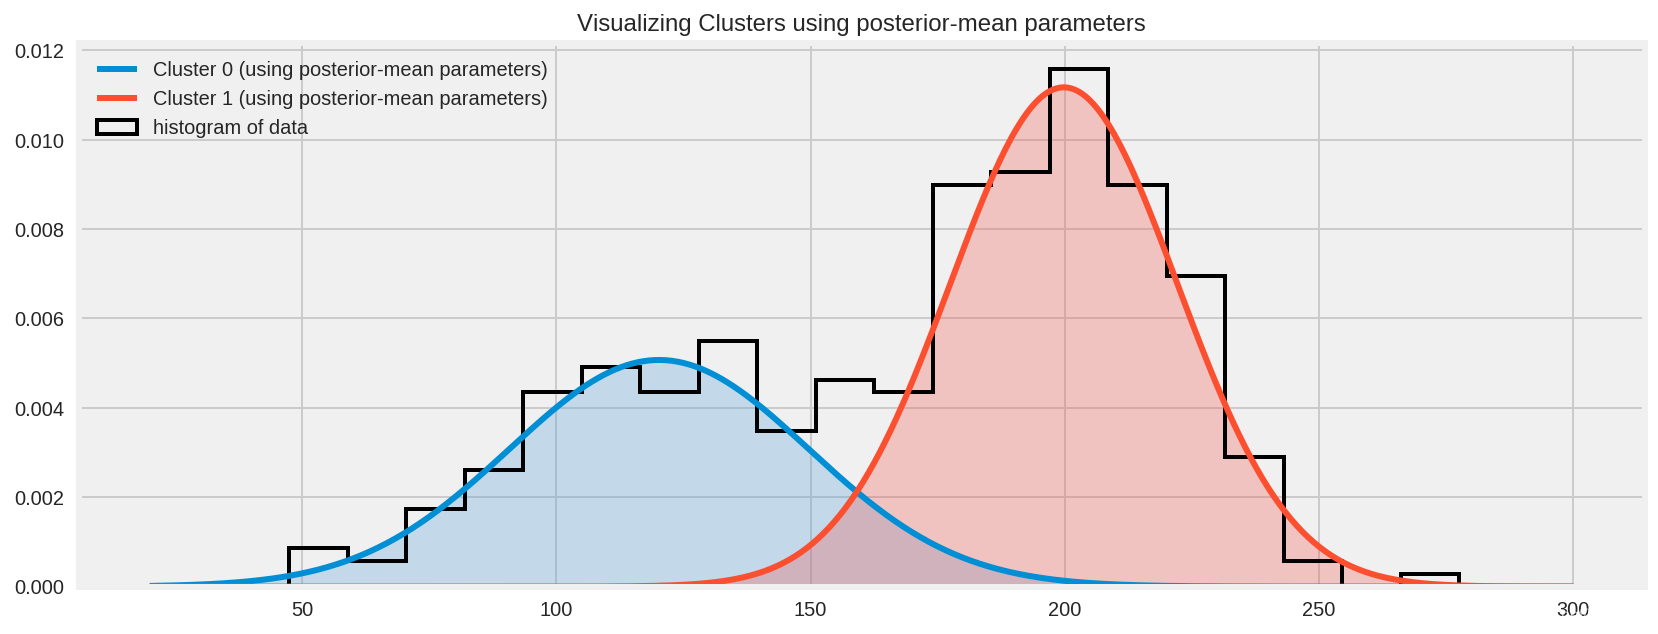 Visualizing Clusters using posterior-mean parameters
0.012
Cluster 0 (using posterior-mean parameters)
Cluster 1 (using posterior-mean parameters)
histogram of data
0.010
0.008
0.006
0.004
0.002
0.000
50 100 150 200 250 300